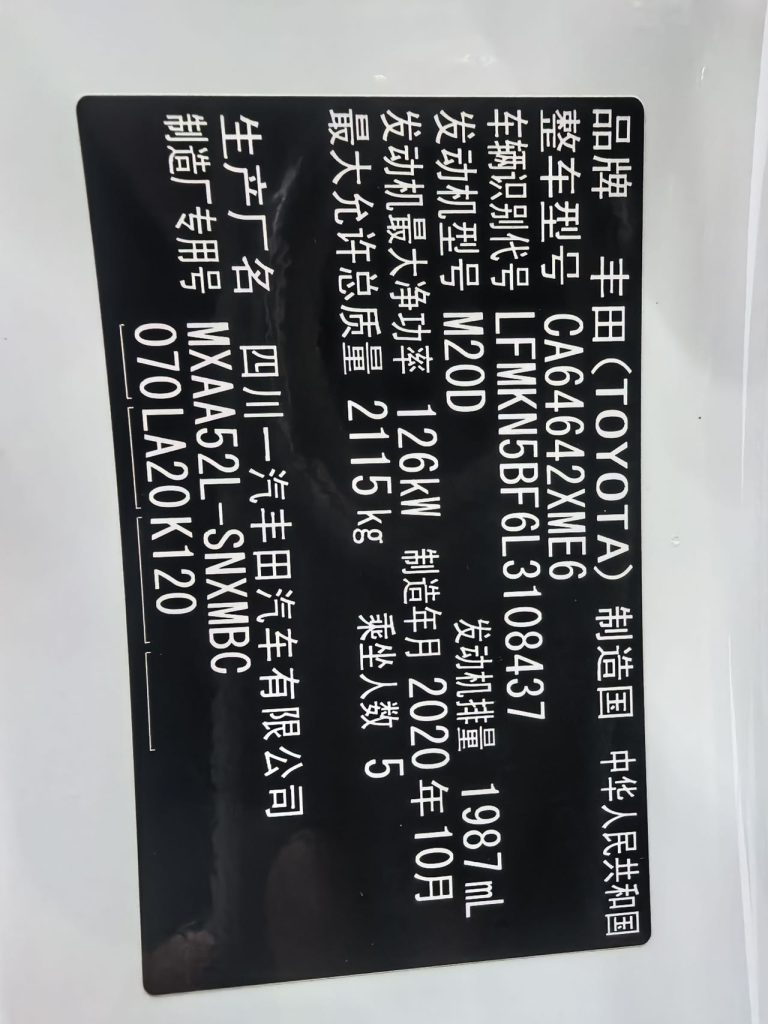 品牌 丰田(TOYOTA) 制造国 中华人民共和国
整车型号 CA64642XME6
车辆识别代号 LFMKN5BF6L3108437
发动机型号 M20D 发动机排量 1987mL
发动机最大净功率 126kW 制造年月 2020年10月
最大允许总质量 2115kg 乘坐人数 5
生产厂名 四川一汽丰田汽车有限公司
制造厂专用号 MXAA52L-SNXMBC
070LA20K120